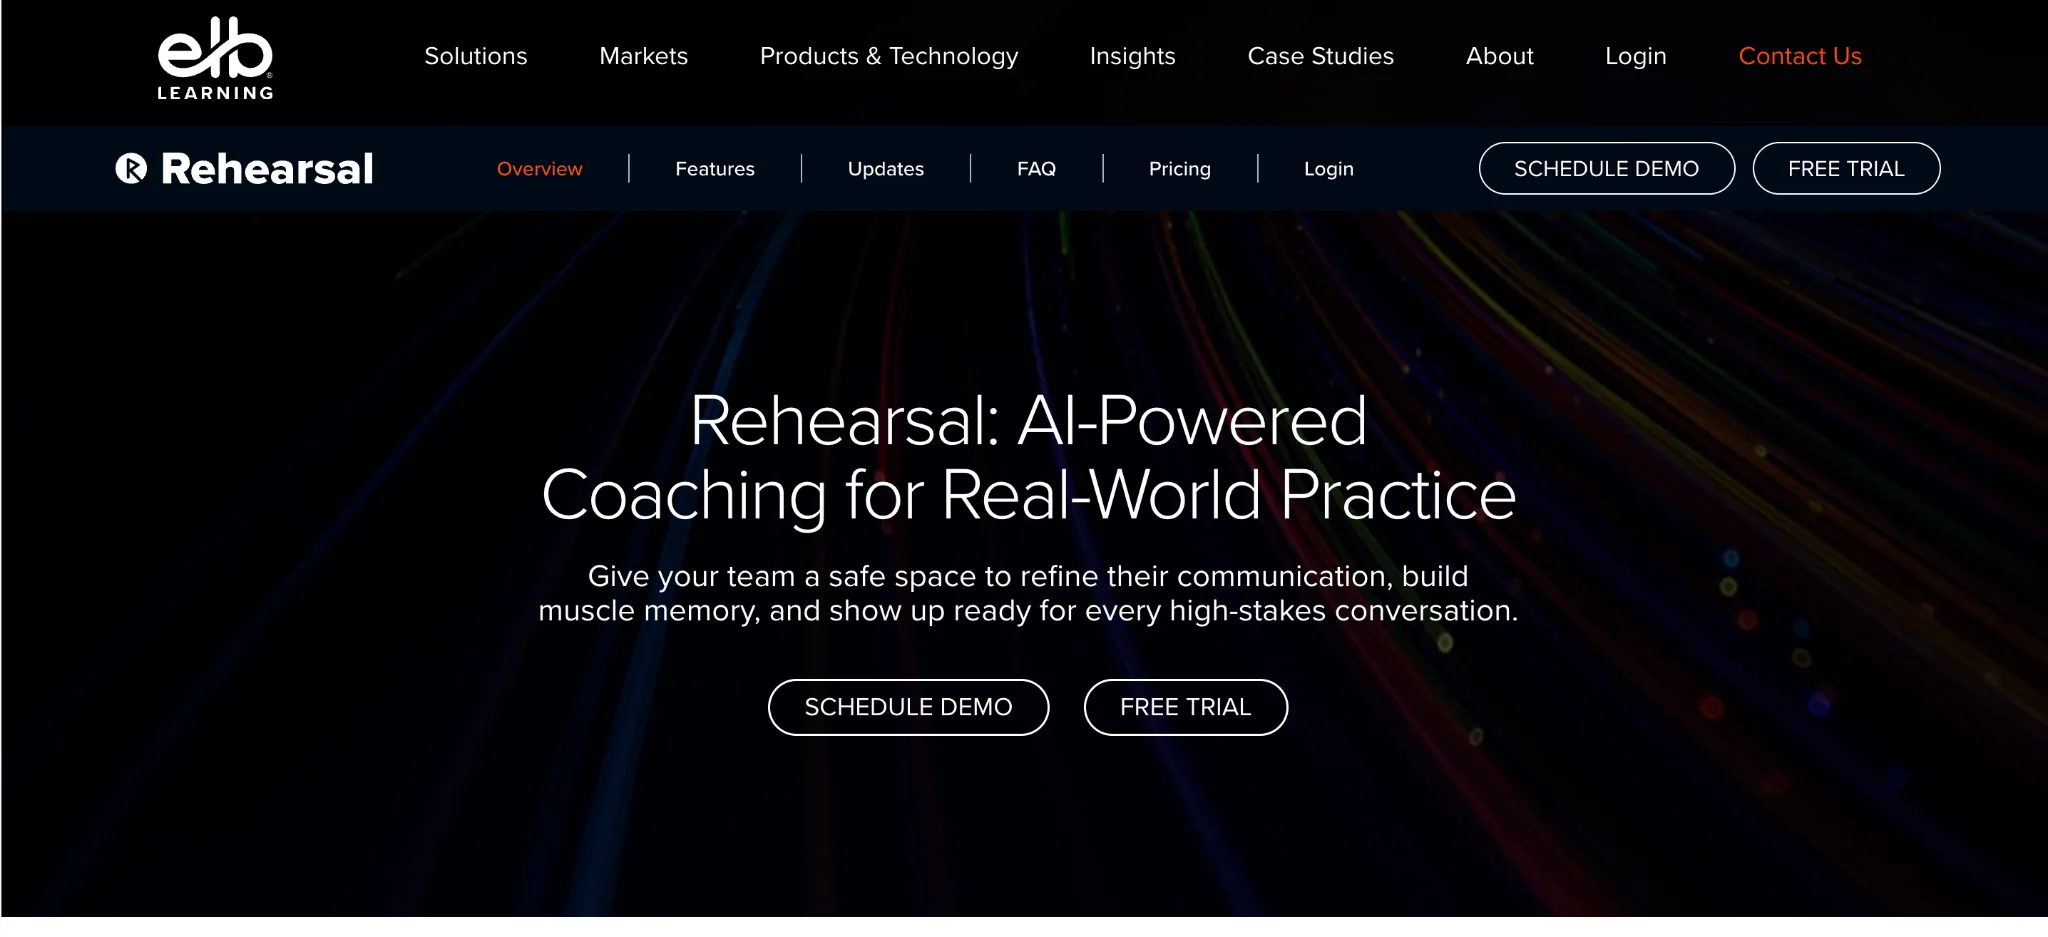 elb
LEARNING
Solutions Markets Products & Technology Insights Case Studies About Login Contact Us
Rehearsal
Overview Features Updates FAQ Pricing Login SCHEDULE DEMO FREE TRIAL
Rehearsal: AI-Powered
Coaching for Real-World Practice
Give your team a safe space to refine their communication, build
muscle memory, and show up ready for every high-stakes conversation.
SCHEDULE DEMO FREE TRIAL